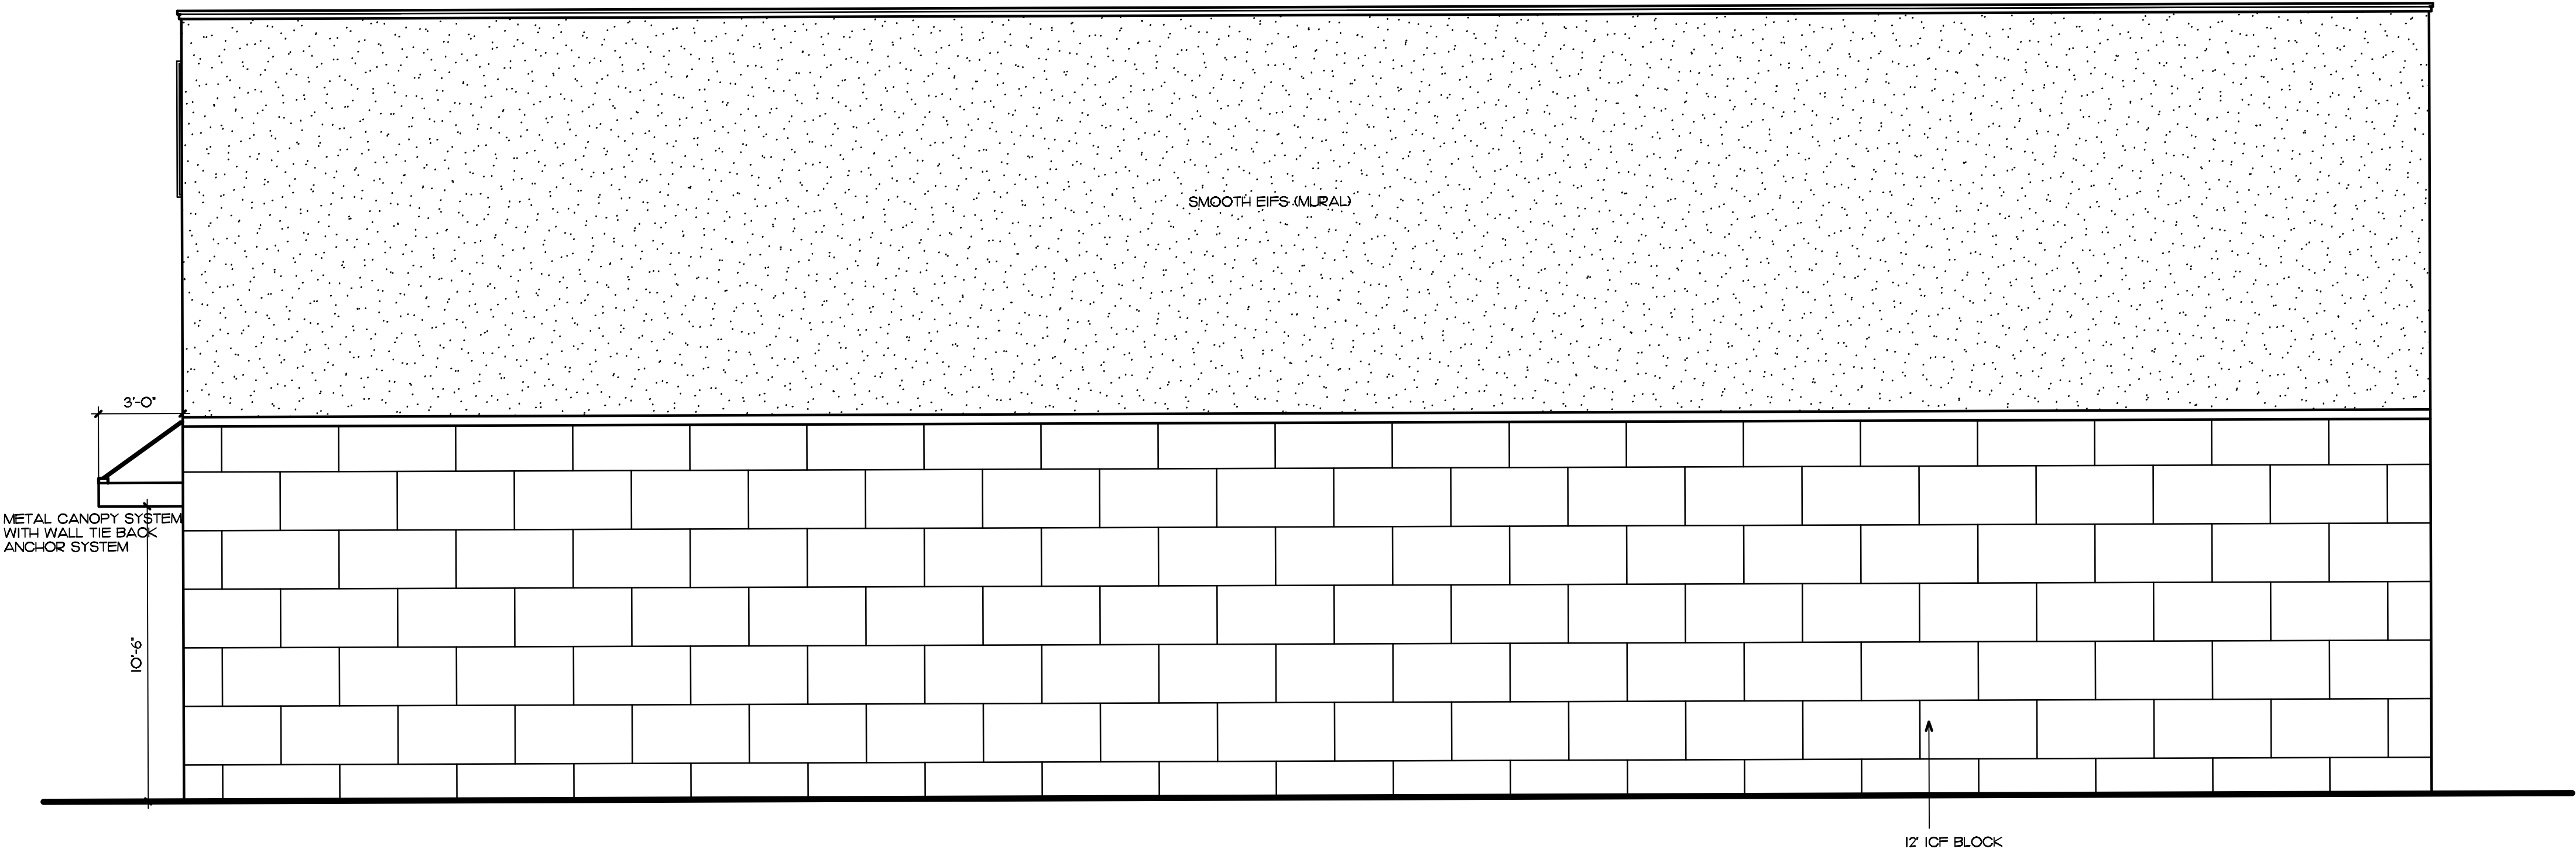 SMOOTH EIFS (MURAL)
3'-0"
METAL CANOPY SYSTEM
WITH WALL TIE BACK
ANCHOR SYSTEM
10'-6"
12' ICF BLOCK